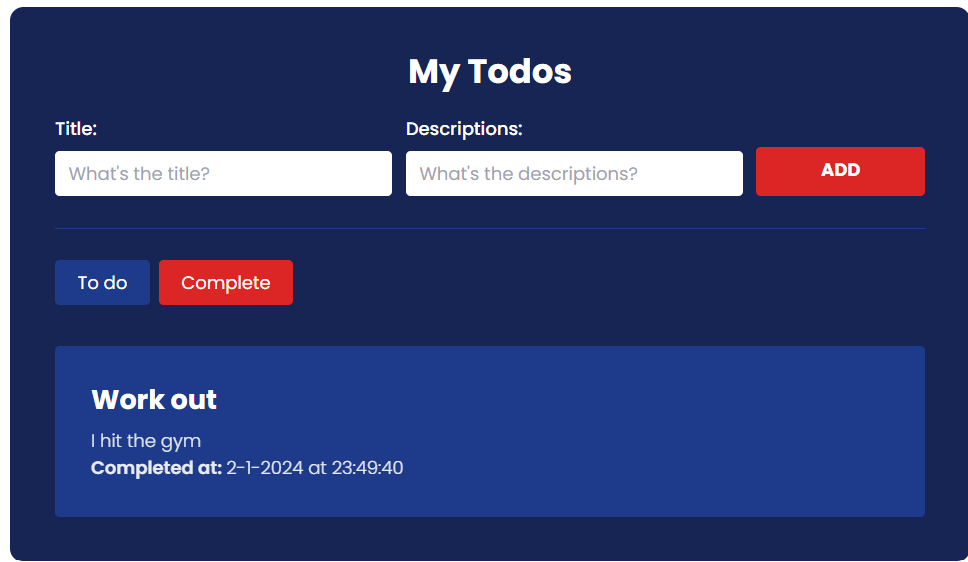 My Todos
Title: Descriptions:
What's the title? What's the descriptions? ADD
To do Complete
Work out
I hit the gym
Completed at: 2-1-2024 at 23:49:40